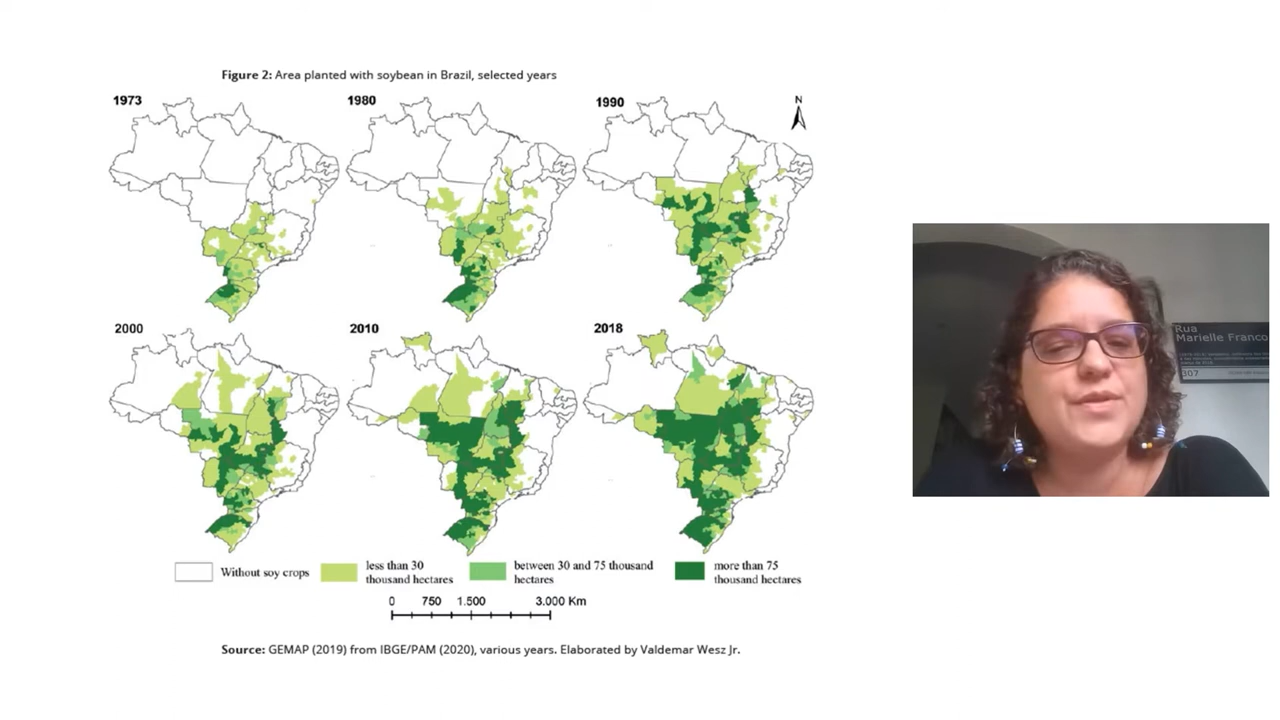 Figure 2: Area planted with soybean in Brazil, selected years
1973
1980
1990
N
2000
2010
2018
Without soy crops
less than 30
thousand hectares
between 30 and 75 thousand
hectares
more than 75
thousand hectares
0 750 1.500 3.000 Km
Source: GEMAP (2019) from IBGE/PAM (2020), various years. Elaborated by Valdemar Wesz Jr.
Rua
Marielle Franco
307